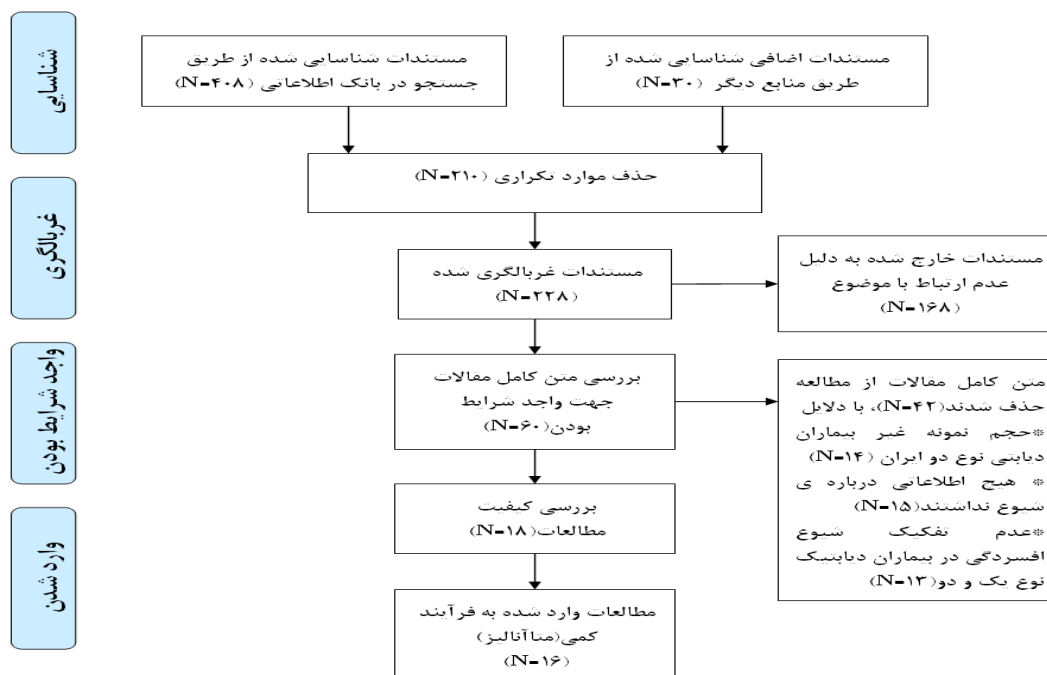 شناسایی
مستندات شناسایی شده از طریق
جستجو در بانک اطلاعاتی (N=۴۰۸)
مستندات اضافی شناسایی شده از
طریق منابع دیگر (N=۳۰)
حذف موارد تکراری (N=۲۱۰)
غربالگری
مستندات غربالگری شده
(N=۲۲۸)
مستندات خارج شده به دلیل
عدم ارتباط با موضوع
(N=۱۶۸)
واجد شرایط بودن
بررسی متن کامل مقالات
جهت واجد شرایط
بودن(N=۶۰)
متن کامل مقالات از مطالعه
حذف شدند(N=۴۲)، با دلایل
*حجم نمونه غیر بیماران
دیابتی نوع دو ایران (N=۱۴)
* هیچ اطلاعاتی درباره ی
شیوع نداشتند(N=۱۵)
*عدم تفکیک شیوع
افسردگی در بیماران دیابتیک
نوع یک و دو(N=۱۳)
وارد شدن
بررسی کیفیت
مطالعات(N=۱۸)
مطالعات وارد شده به فرآیند
کمی(متاآنالیز)
(N=۱۶)